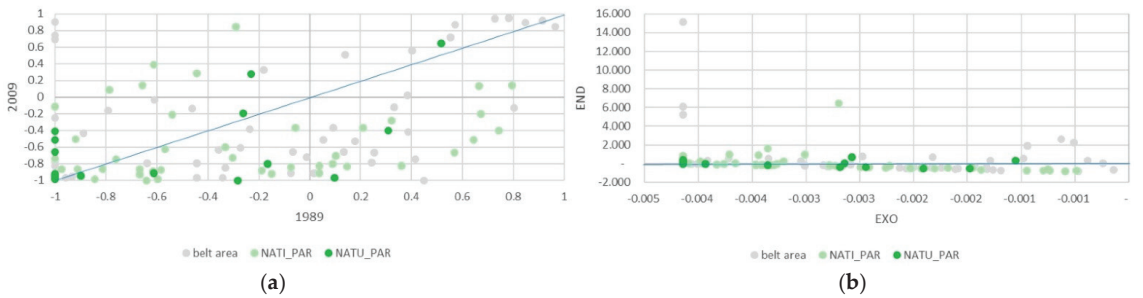 1
0.8
0.6
0.4
0.2
0
-0.2
-0.4
-0.6
-0.8
-1
2009
-1 -0.8 -0.6 -0.4 -0.2 0 0.2 0.4 0.6 0.8 1
1989
belt area NATI_PAR NATU_PAR
(a)
16.000
14.000
12.000
10.000
8.000
6.000
4.000
2.000
-
-2.000
END
-0.005 -0.004 -0.004 -0.003 -0.003 -0.002 -0.002 -0.001 -0.001 -
EXO
belt area NATI_PAR NATU_PAR
(b)